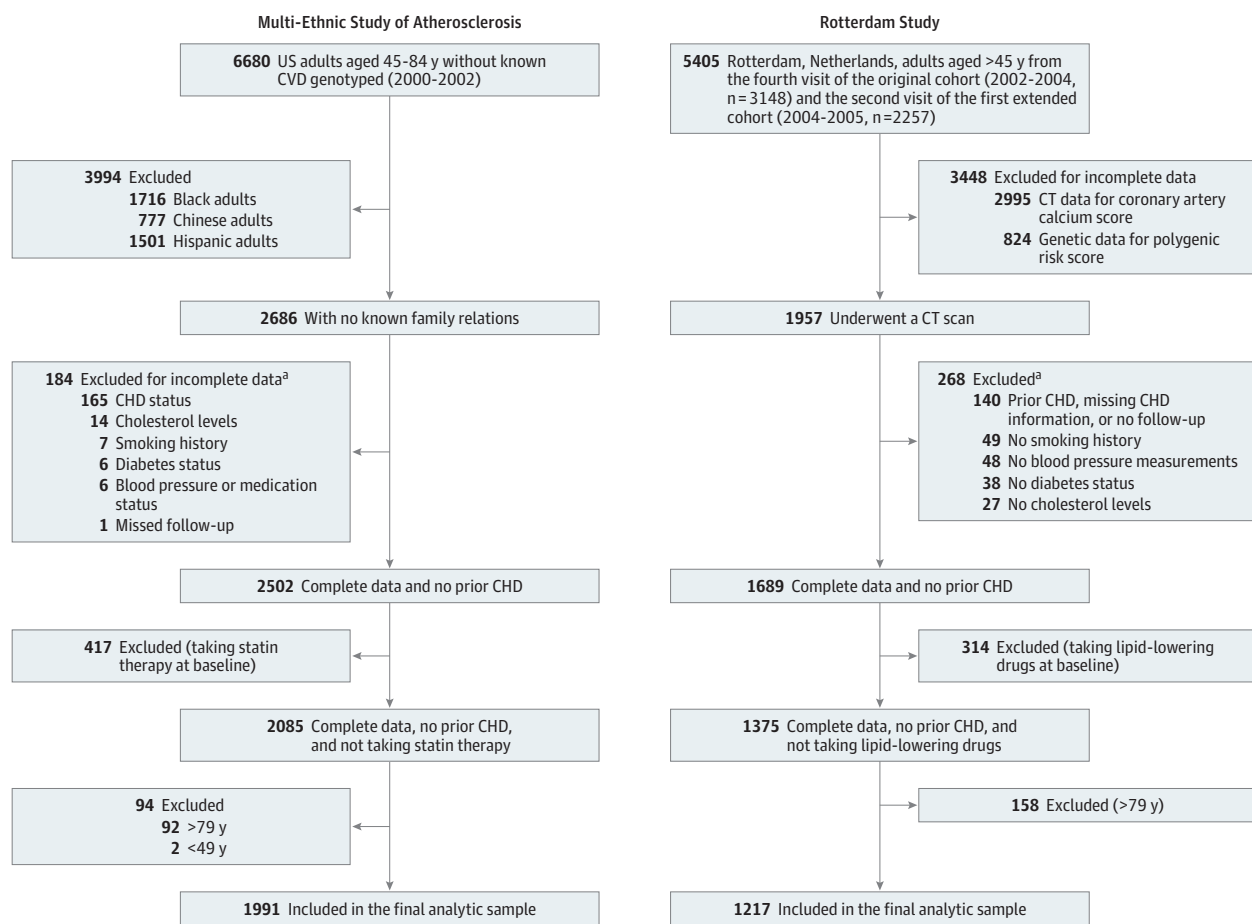 Multi-Ethnic Study of Atherosclerosis
6680 US adults aged 45-84 y without known
CVD genotyped (2000-2002)
3994 Excluded
1716 Black adults
777 Chinese adults
1501 Hispanic adults
2686 With no known family relations
184 Excluded for incomplete dataa
165 CHD status
14 Cholesterol levels
7 Smoking history
6 Diabetes status
6 Blood pressure or medication
status
1 Missed follow-up
2502 Complete data and no prior CHD
417 Excluded (taking statin
therapy at baseline)
2085 Complete data, no prior CHD,
and not taking statin therapy
94 Excluded
92 >79 y
2 <49 y
1991 Included in the final analytic sample
Rotterdam Study
5405 Rotterdam, Netherlands, adults aged >45 y from
the fourth visit of the original cohort (2002-2004,
n=3148) and the second visit of the first extended
cohort (2004-2005, n=2257)
3448 Excluded for incomplete data
2995 CT data for coronary artery
calcium score
824 Genetic data for polygenic
risk score
1957 Underwent a CT scan
268 Excludeda
140 Prior CHD, missing CHD
information, or no follow-up
49 No smoking history
48 No blood pressure measurements
38 No diabetes status
27 No cholesterol levels
1689 Complete data and no prior CHD
314 Excluded (taking lipid-lowering
drugs at baseline)
1375 Complete data, no prior CHD, and
not taking lipid-lowering drugs
158 Excluded (>79 y)
1217 Included in the final analytic sample